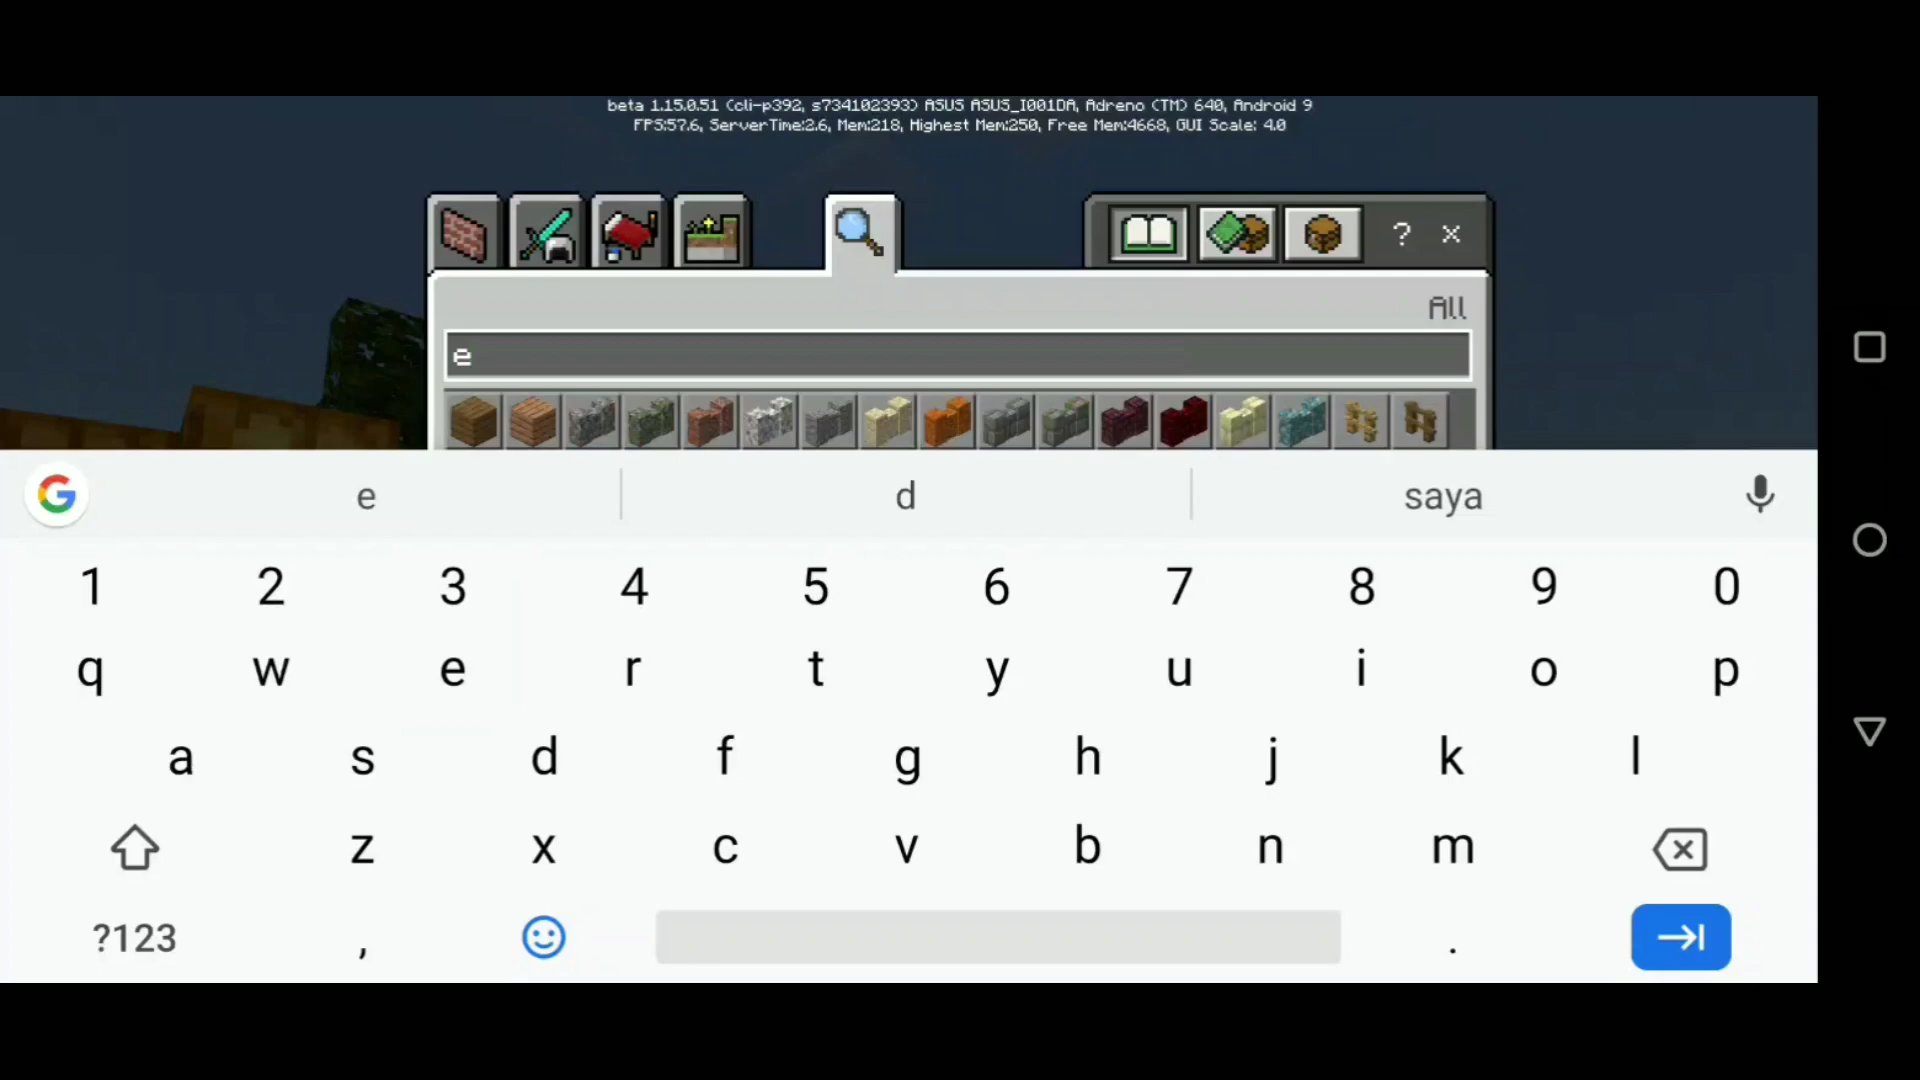 beta 1.15.0.51 (cli-p392, s734102393) ASUS ASUS_I001DA, Adreno (TM) 640, Android 9
FPS:57.6, ServerTime:2.6, Mem:218, Highest Mem:250, Free Mem:4668, GUI Scale: 4.0
? ×
All
e
e d saya
1 2 3 4 5 6 7 8 9 0
q w e r t y u i o p
a s d f g h j k l
z x c v b n m
?123 , .